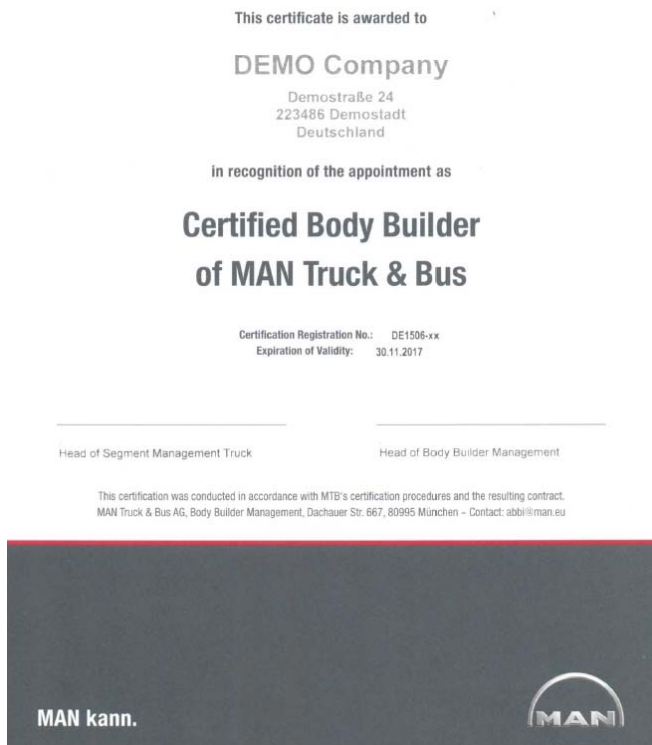 This certificate is awarded to
DEMO Company
Demostraße 24
223486 Demostadt
Deutschland
in recognition of the appointment as
Certified Body Builder
of MAN Truck & Bus
Certification Registration No.: DE1506-xx
Expiration of Validity: 30.11.2017
Head of Segment Management Truck
Head of Body Builder Management
This certification was conducted in accordance with MTB's certification procedures and the resulting contract.
MAN Truck & Bus AG, Body Builder Management, Dachauer Str. 667, 80995 München – Contact: abbi@man.eu
MAN kann.
MAN